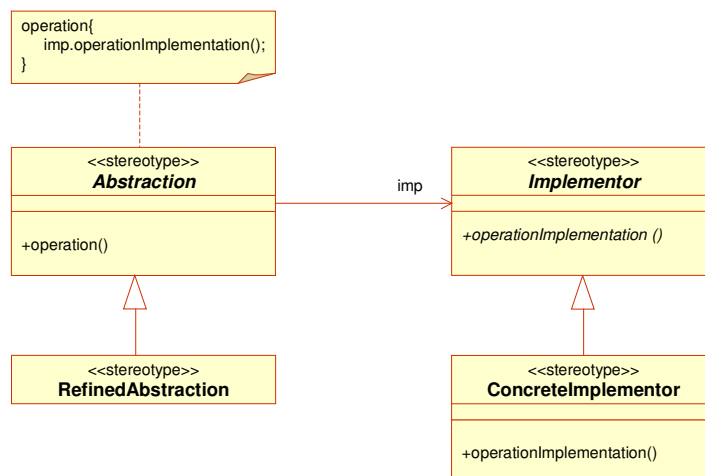 operation{
imp.operationImplementation();
}
<<stereotype>>
Abstraction
+operation()
imp
<<stereotype>>
Implementor
+operationImplementation ()
<<stereotype>>
RefinedAbstraction
<<stereotype>>
ConcreteImplementor
+operationImplementation()